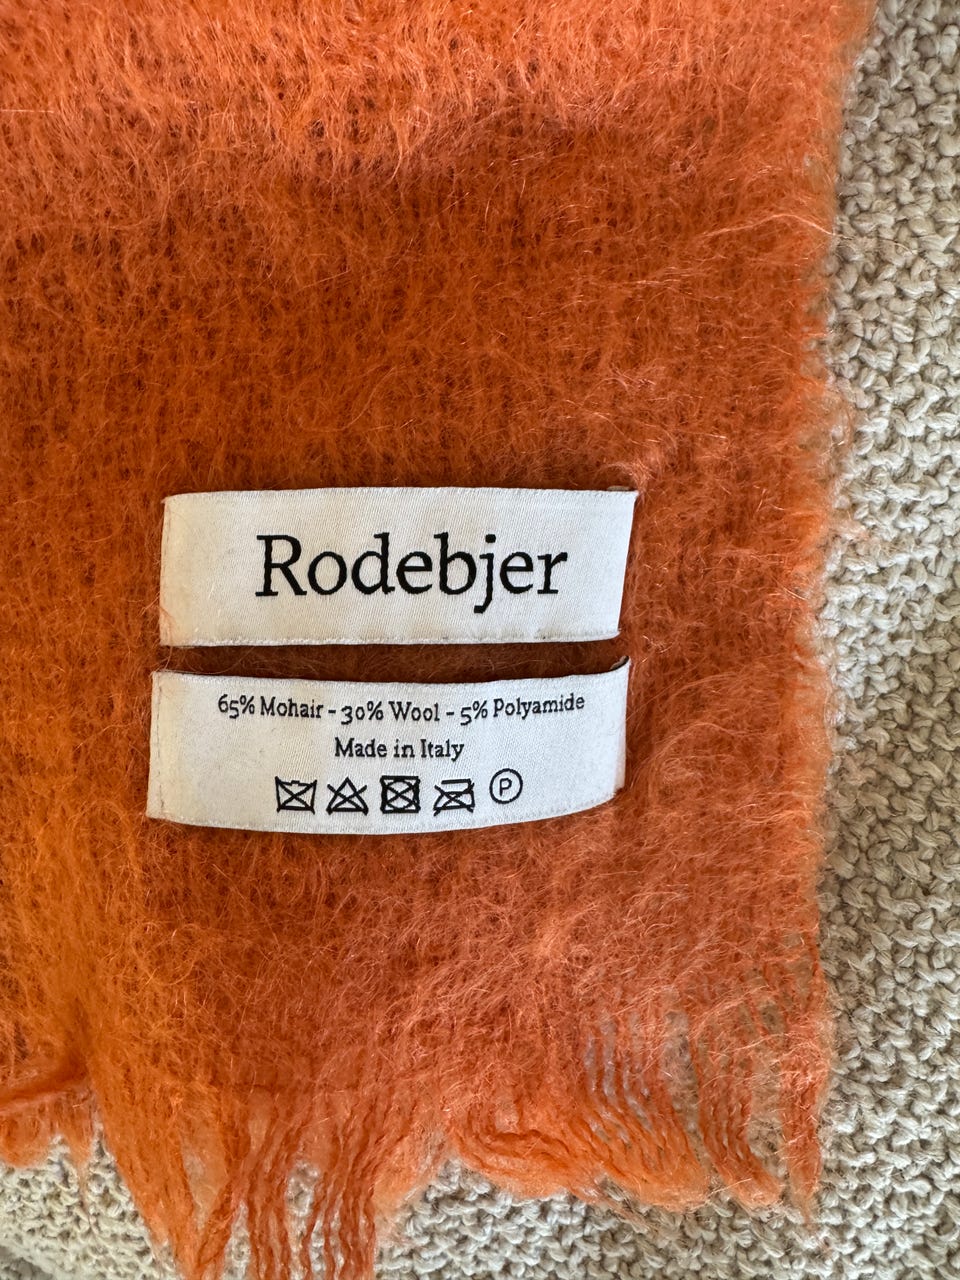 Rodebjer
65% Mohair - 30% Wool - 5% Polyamide
Made in Italy
P